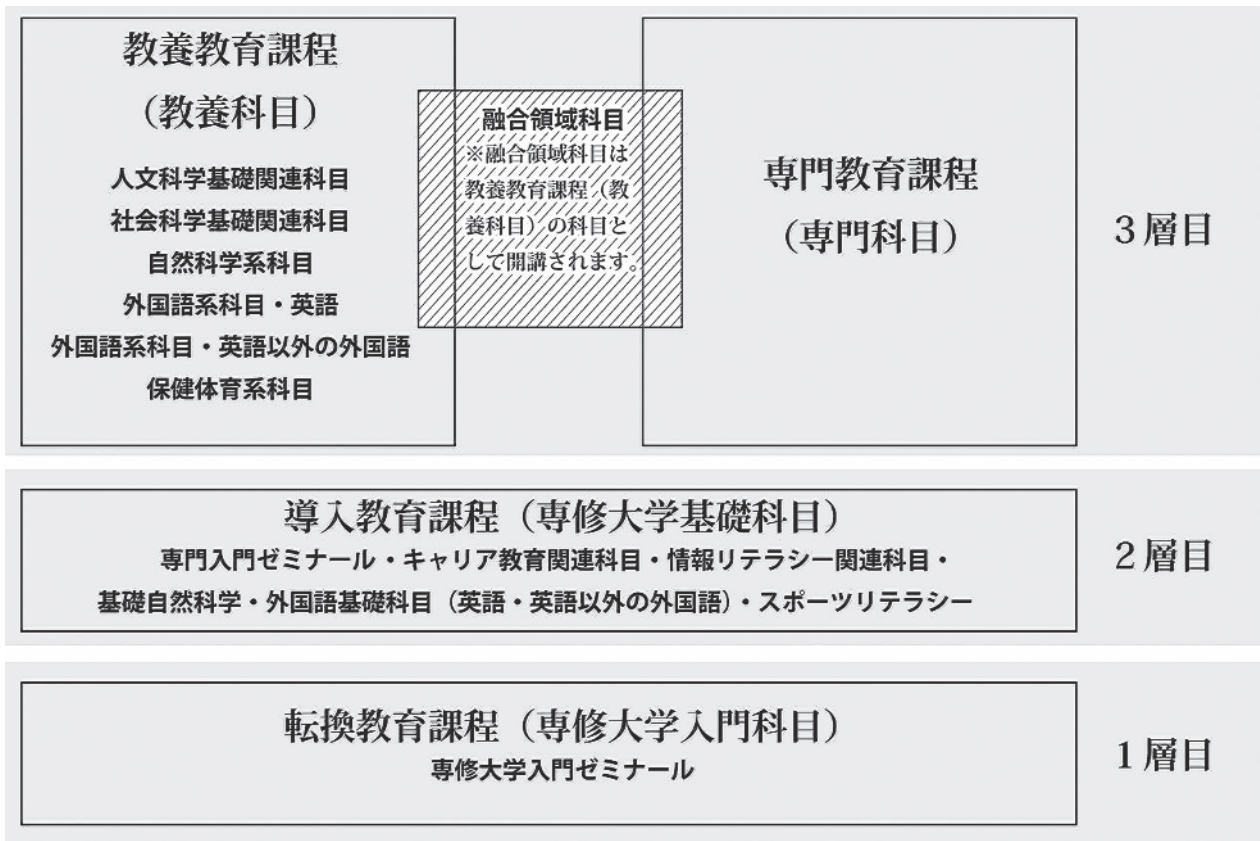 教養教育課程
（教養科目）
人文科学基礎関連科目
社会科学基礎関連科目
自然科学系科目
外国語系科目・英語
外国語系科目・英語以外の外国語
保健体育系科目
融合領域科目
※融合領域科目は
教養教育課程（教
養科目）の科目と
して開講されます。
専門教育課程
（専門科目）
3層目
導入教育課程（専修大学基礎科目）
専門入門ゼミナール・キャリア教育関連科目・情報リテラシー関連科目・
基礎自然科学・外国語基礎科目（英語・英語以外の外国語）・スポーツリテラシー
2層目
転換教育課程（専修大学入門科目）
専修大学入門ゼミナール
1層目